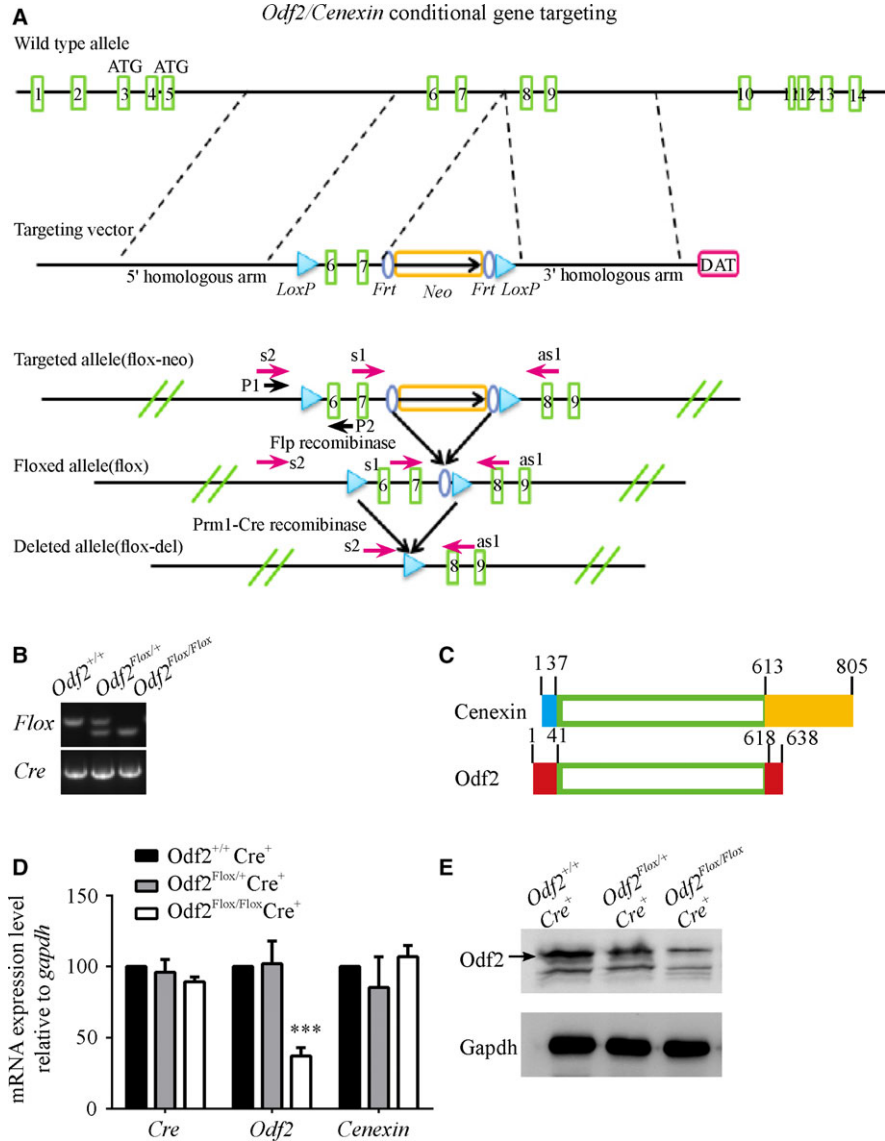 A
Odf2/Cenexin conditional gene targeting
Wild type allele
ATG ATG
1 2 3 4 5 6 7 8 9 10 11 12 13 14
Targeting vector
5' homologous arm 6 7 3' homologous arm DAT
LoxP Frt Neo Frt LoxP
Targeted allele(flox-neo)
s2 s1 as1
P1
6 7 8 9
P2
Flp recibinase
Floxed allele(flox)
s2 s1 as1
6 7 8 9
Prm1-Cre recibinase
Deleted allele(flox-del)
s2 as1
8 9
B
Odf2+/+ Odf2Flox/+ Odf2Flox/Flox
Flox
Cre
C
1 37 613 805
Cenexin
1 41 618 638
Odf2
D
Odf2+/+ Cre+
Odf2Flox/+Cre+
Odf2Flox/FloxCre+
mRNA expression level
relative to gapdh
150
100
50
0
***
Cre Odf2 Cenexin
E
Odf2+/+ Cre+
Odf2Flox/+ Cre+
Odf2Flox/Flox Cre+
Odf2
Gapdh